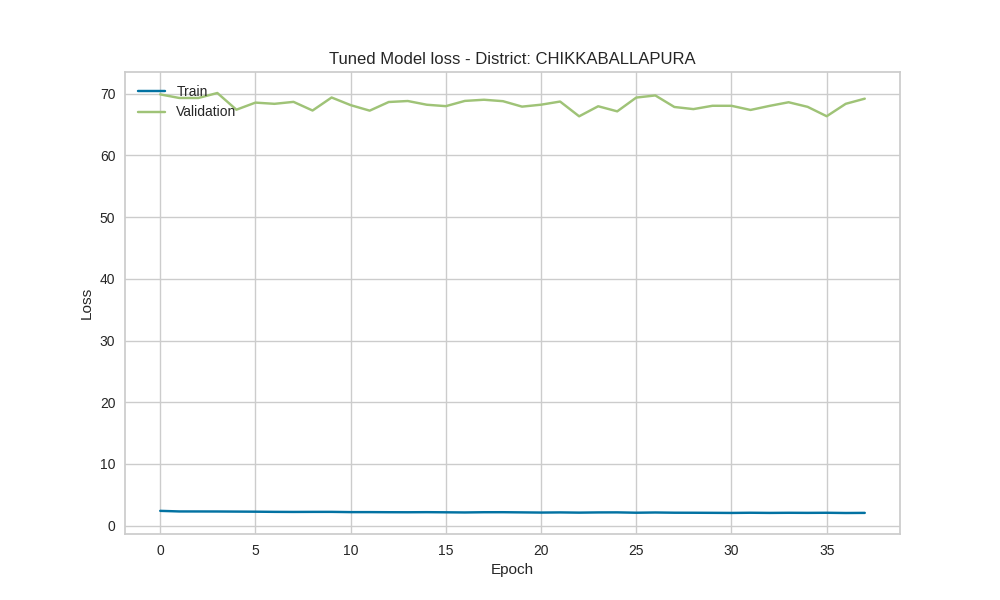 Tuned Model loss - District: CHIKKABALLAPURA
Train
Validation
70
60
50
40
30
20
10
0
Loss
0 5 10 15 20 25 30 35
Epoch